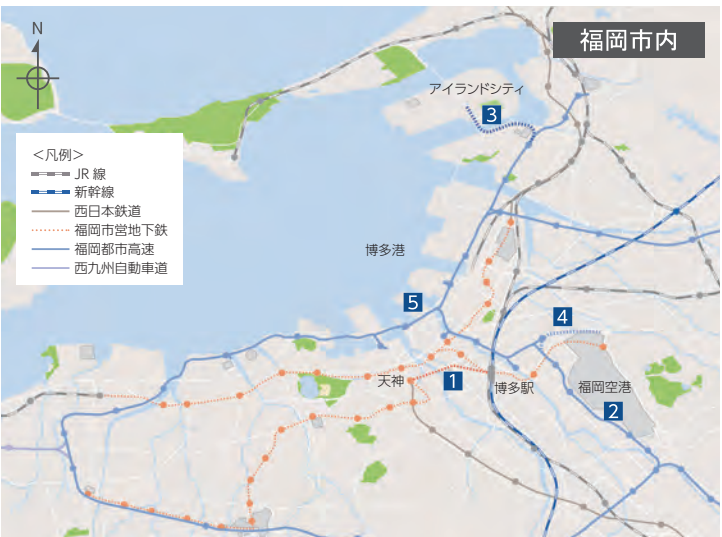 福岡市内
N
アイランドシティ
3
<凡例>
JR 線
新幹線
西日本鉄道
福岡市営地下鉄
福岡都市高速
西九州自動車道
博多港
5
4
天神
1
博多駅
福岡空港
2